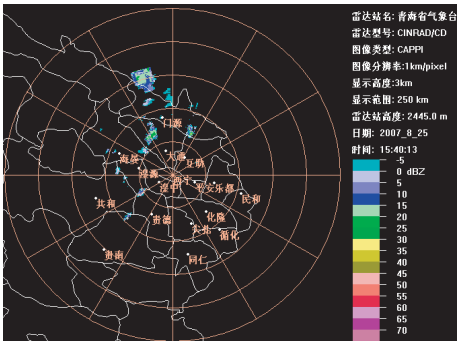 雷达站名: 青海省气象台
雷达型号: CINRAD/CD
图像类型: CAPPI
图像分辨率:1km/pixel
显示高度:3km
显示范围: 250 km
雷达站高度: 2445.0 m
日期: 2007_8_25
时间: 15:40:13
-5
0 dBZ
5
10
15
20
25
30
35
40
45
50
55
60
65
70
门源
海晏
大通
互助
湟源
湟中
西宁
平安
乐都
民和
共和
贵德
化隆
尖扎
循化
贵南
同仁